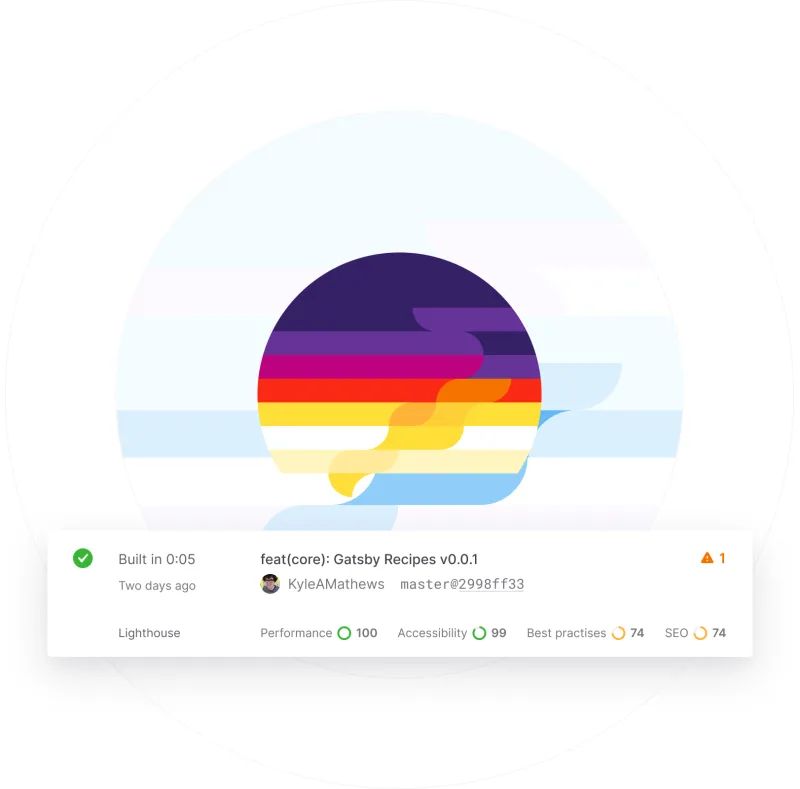 Built in 0:05 feat(core): Gatsby Recipes v0.0.1 1
Two days ago KyleAMathews master@2998ff33
Lighthouse Performance 100 Accessibility 99 Best practises 74 SEO 74